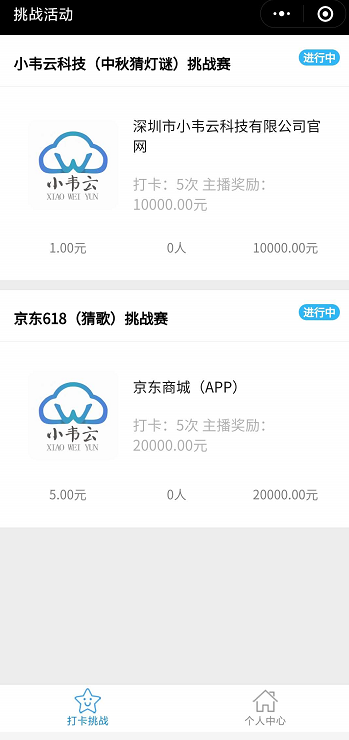 挑战活动
小韦云科技（中秋猜灯谜）挑战赛
进行中
小韦云
XIAO WEI YUN
深圳市小韦云科技有限公司官
网
打卡：5次 主播奖励：
10000.00元
1.00元 0人 10000.00元
京东618（猜歌）挑战赛
进行中
小韦云
XIAO WEI YUN
京东商城（APP）
打卡：5次 主播奖励：
20000.00元
5.00元 0人 20000.00元
打卡挑战 个人中心